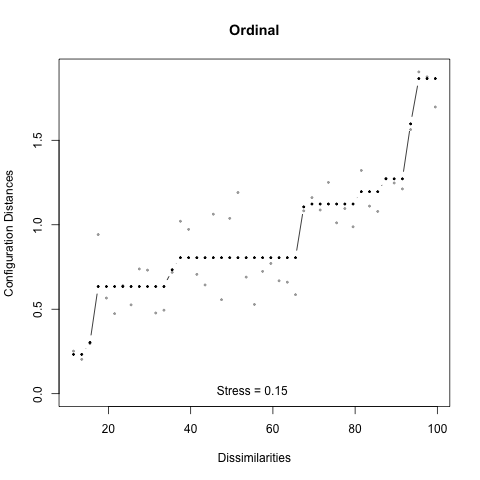 Ordinal
Configuration Distances
1.5
1.0
0.5
0.0
Stress = 0.15
20 40 60 80 100
Dissimilarities